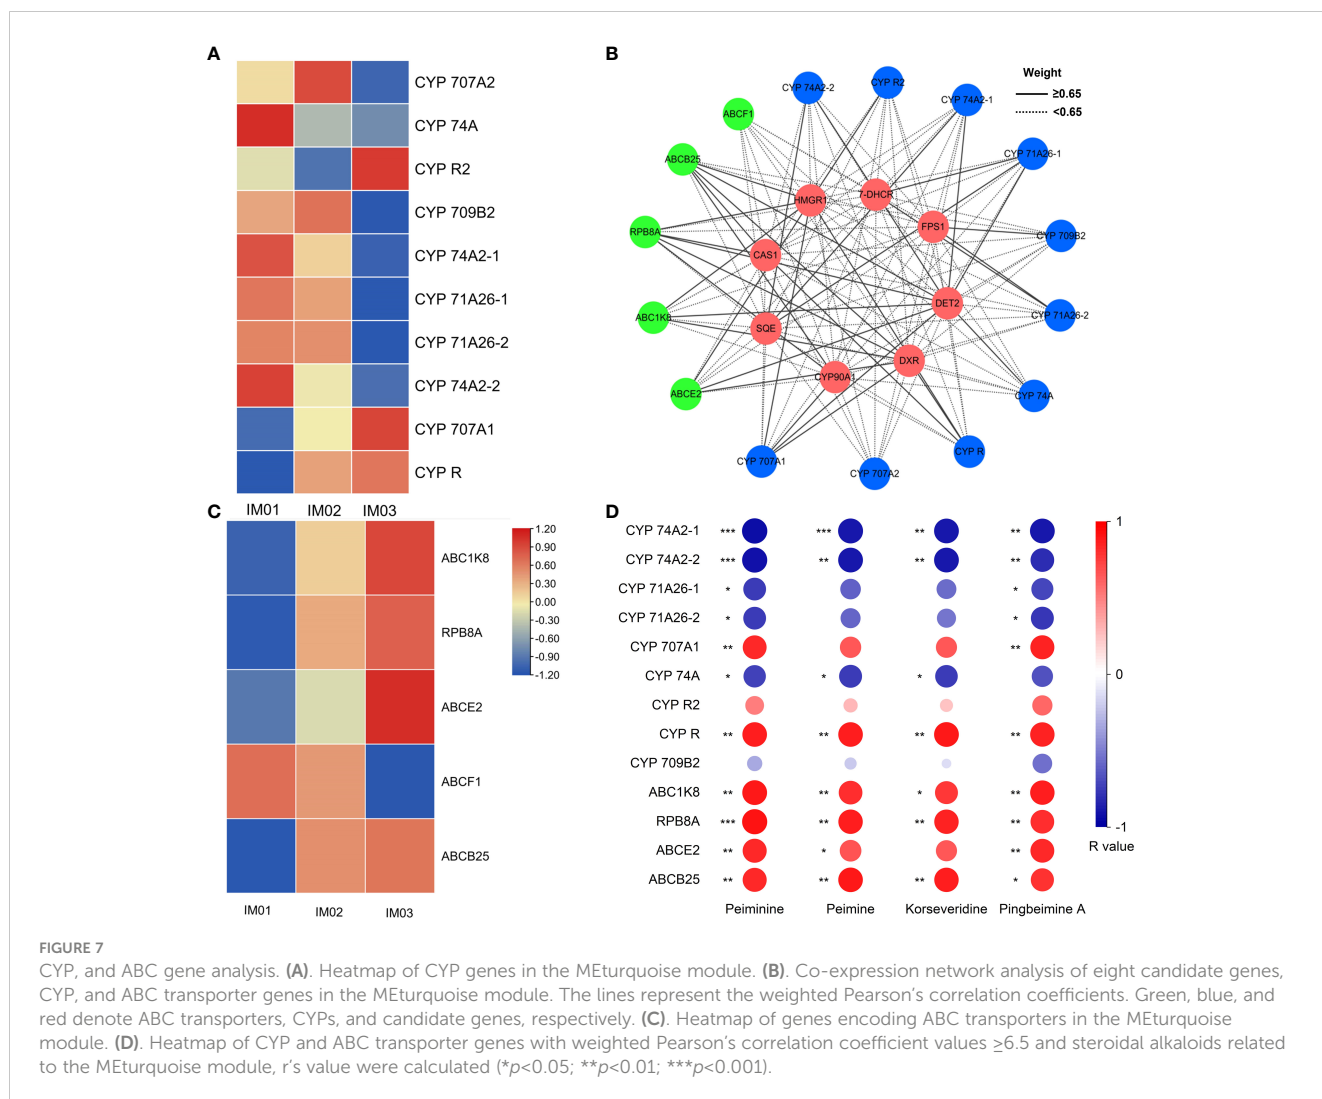 A
CYP 707A2
CYP 74A
CYP R2
CYP 709B2
CYP 74A2-1
CYP 71A26-1
CYP 71A26-2
CYP 74A2-2
CYP 707A1
CYP R
IM01 IM02 IM03
B
Weight
≥0.65
<0.65
CYP 74A2-2
CYP R2
CYP 74A2-1
ABCF1
ABCB25
CYP 71A26-1
HMGR1
7-DHCR
RPB8A
FPS1
CYP 709B2
CAS1
DET2
ABC1K8
SQE
CYP 71A26-2
DXR
CYP90A1
ABCE2
CYP 74A
CYP 707A1
CYP 707A2
CYP R
C
ABC1K8
RPB8A
ABCE2
ABCF1
ABCB25
IM01 IM02 IM03
1.20
0.90
0.60
0.30
0.00
-0.30
-0.60
-0.90
-1.20
D
CYP 74A2-1 *** *** ** **
CYP 74A2-2 *** ** ** **
CYP 71A26-1 * *
CYP 71A26-2 * *
CYP 707A1 ** **
CYP 74A * * *
CYP R2
CYP R ** ** ** **
CYP 709B2
ABC1K8 ** ** * **
RPB8A *** ** ** **
ABCE2 ** * **
ABCB25 ** ** ** *
Peiminine Peimine Korseveridine Pingbeimine A
1
0
-1
R value
FIGURE 7
CYP, and ABC gene analysis. (A). Heatmap of CYP genes in the MEturquoise module. (B). Co-expression network analysis of eight candidate genes,
CYP, and ABC transporter genes in the MEturquoise module. The lines represent the weighted Pearson's correlation coefficients. Green, blue, and
red denote ABC transporters, CYPs, and candidate genes, respectively. (C). Heatmap of genes encoding ABC transporters in the MEturquoise
module. (D). Heatmap of CYP and ABC transporter genes with weighted Pearson's correlation coefficient values ≥6.5 and steroidal alkaloids related
to the MEturquoise module, r's value were calculated (*p<0.05; **p<0.01; ***p<0.001).